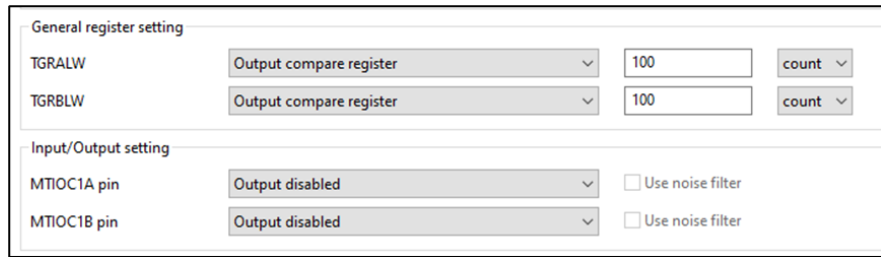 General register setting
TGRALW Output compare register 100 count
TGRBLW Output compare register 100 count
Input/Output setting
MTIOC1A pin Output disabled Use noise filter
MTIOC1B pin Output disabled Use noise filter